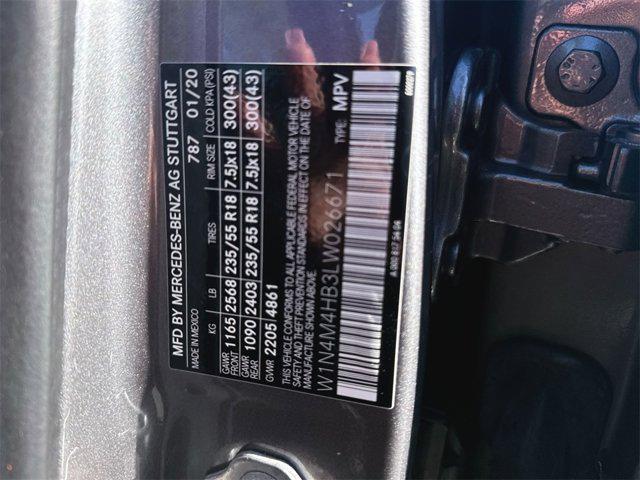 MFD BY MERCEDES-BENZ AG STUTTGART
MADE IN MEXICO 787 01/20
KG LB TIRES RIM SIZE COLD KPA (PSI)
GAWR FRONT 1165 2568 235/55 R18 7.5Jx18 300(43)
GAWR REAR 1090 2403 235/55 R18 7.5Jx18 300(43)
GVWR 2205 4861
THIS VEHICLE CONFORMS TO ALL APPLICABLE FEDERAL MOTOR VEHICLE
SAFETY AND THEFT PREVENTION STANDARDS IN EFFECT ON THE DATE OF
MANUFACTURE SHOWN ABOVE.
W1N4M4HB3LW026671 TYPE: MPV